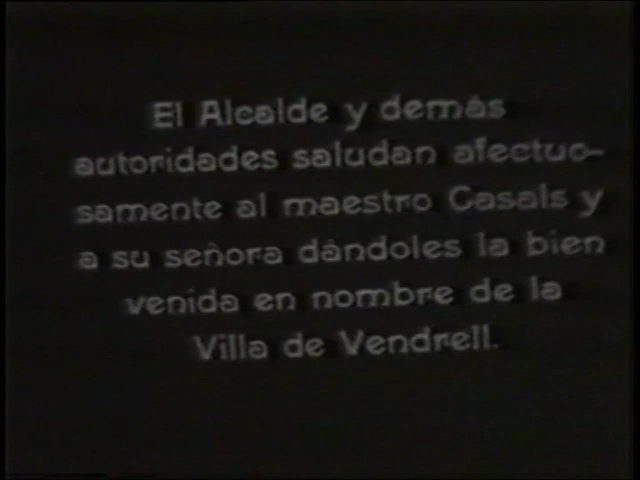 El Alcalde y demás
autoridades saludan afectuo-
samente al maestro Casals y
a su señora dándoles la bien
venida en nombre de la
Villa de Vendrell.